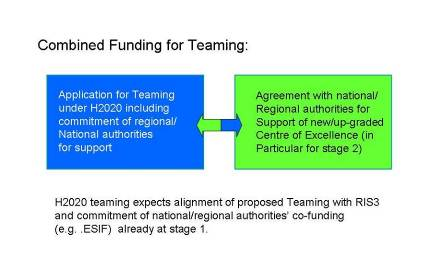 Combined Funding for Teaming:
Application for Teaming
under H2020 including
commitment of regional/
National authorities
for support
Agreement with national/
Regional authorities for
Support of new/up-graded
Centre of Excellence (in
Particular for stage 2)
H2020 teaming expects alignment of proposed Teaming with RIS3
and commitment of national/regional authorities' co-funding
(e.g. .ESIF) already at stage 1.